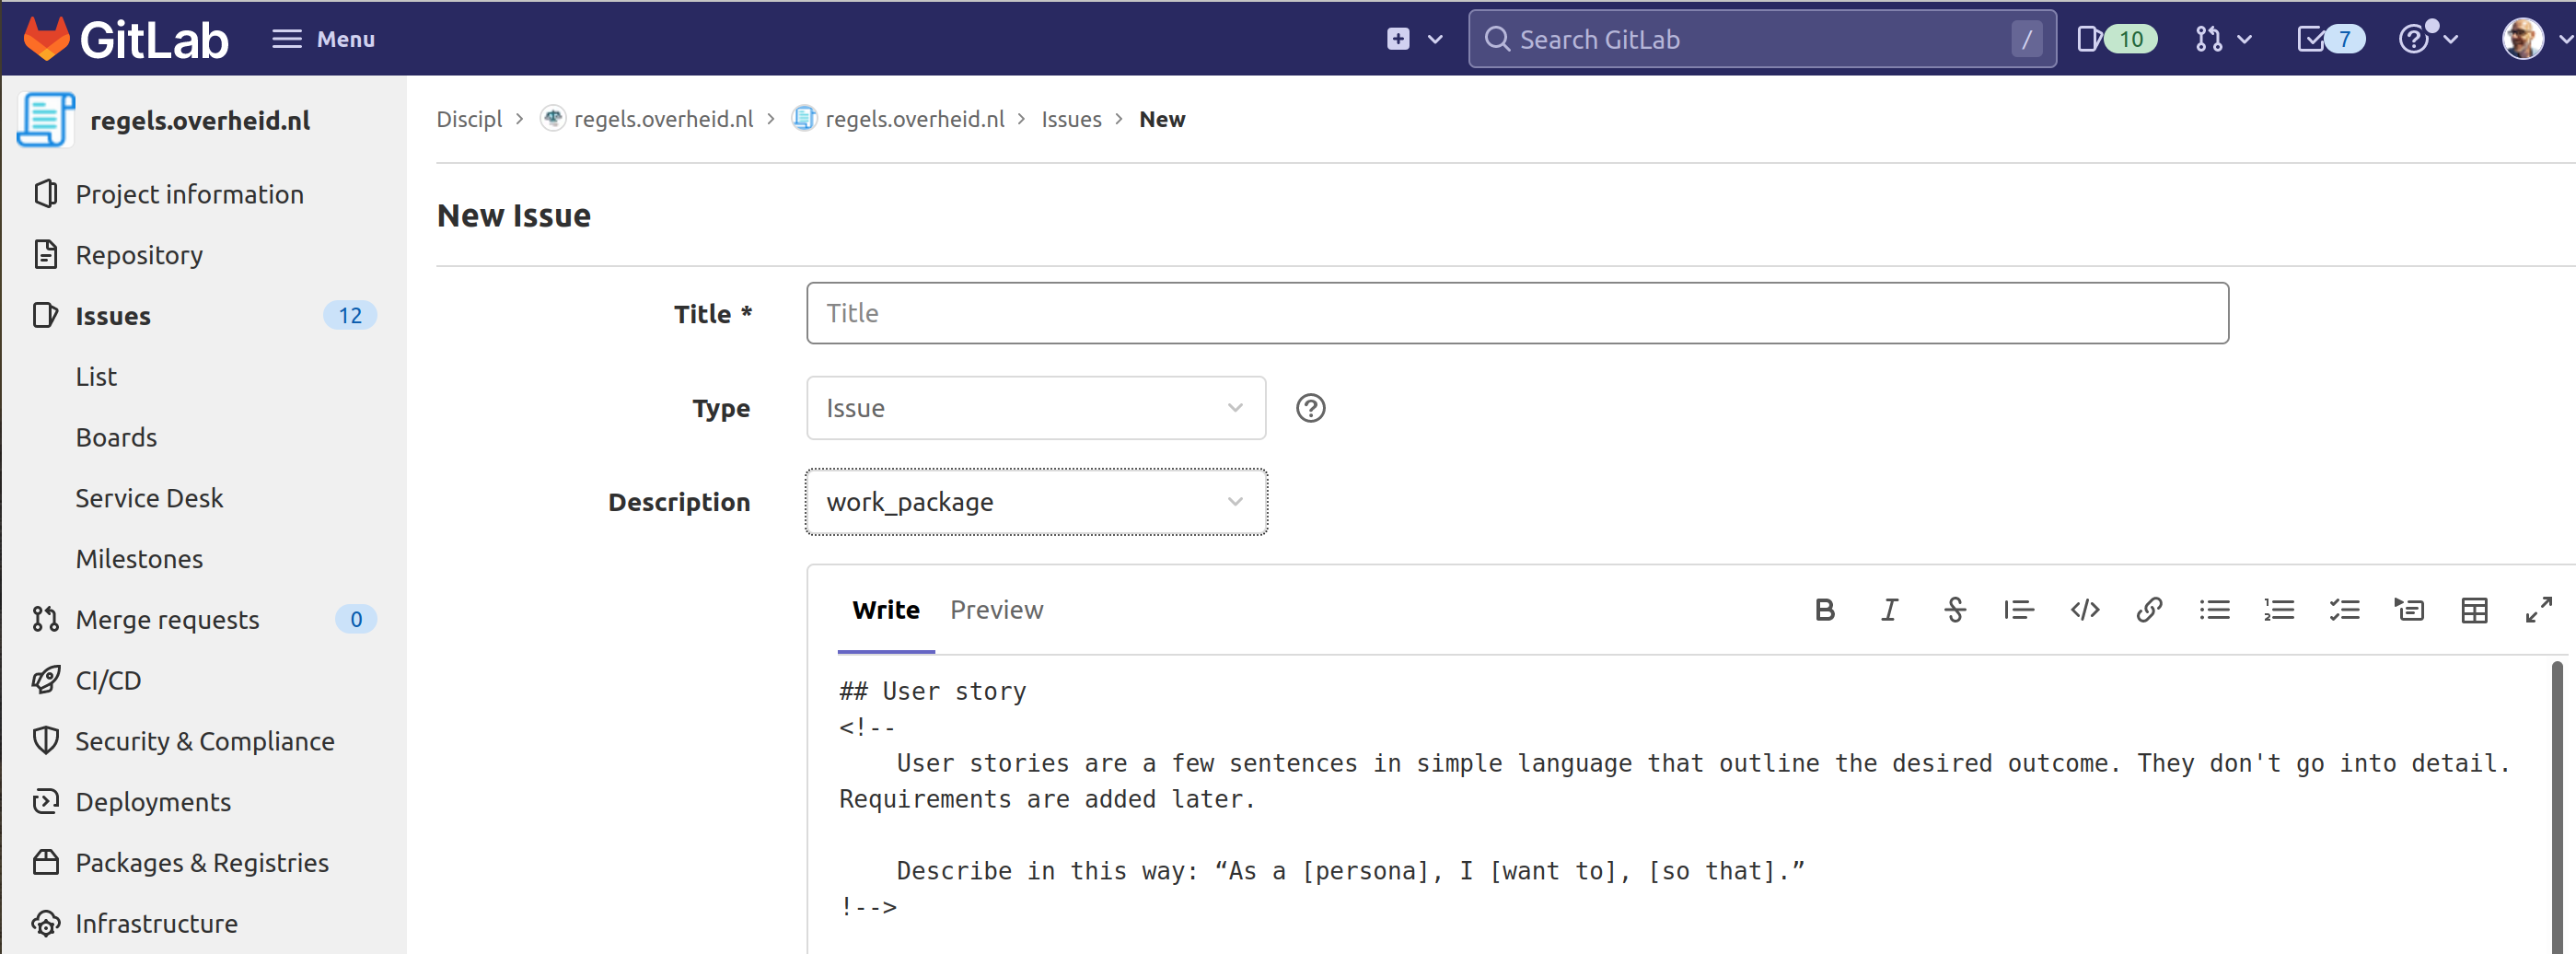 GitLab Menu Search GitLab / 10 7
regels.overheid.nl
Project information
Repository
Issues 12
List
Boards
Service Desk
Milestones
Merge requests 0
CI/CD
Security & Compliance
Deployments
Packages & Registries
Infrastructure
Discipl > regels.overheid.nl > regels.overheid.nl > Issues > New
New Issue
Title * Title
Type Issue
Description work_package
Write Preview
## User story
<!--
User stories are a few sentences in simple language that outline the desired outcome. They don't go into detail.
Requirements are added later.
Describe in this way: “As a [persona], I [want to], [so that].”
!-->